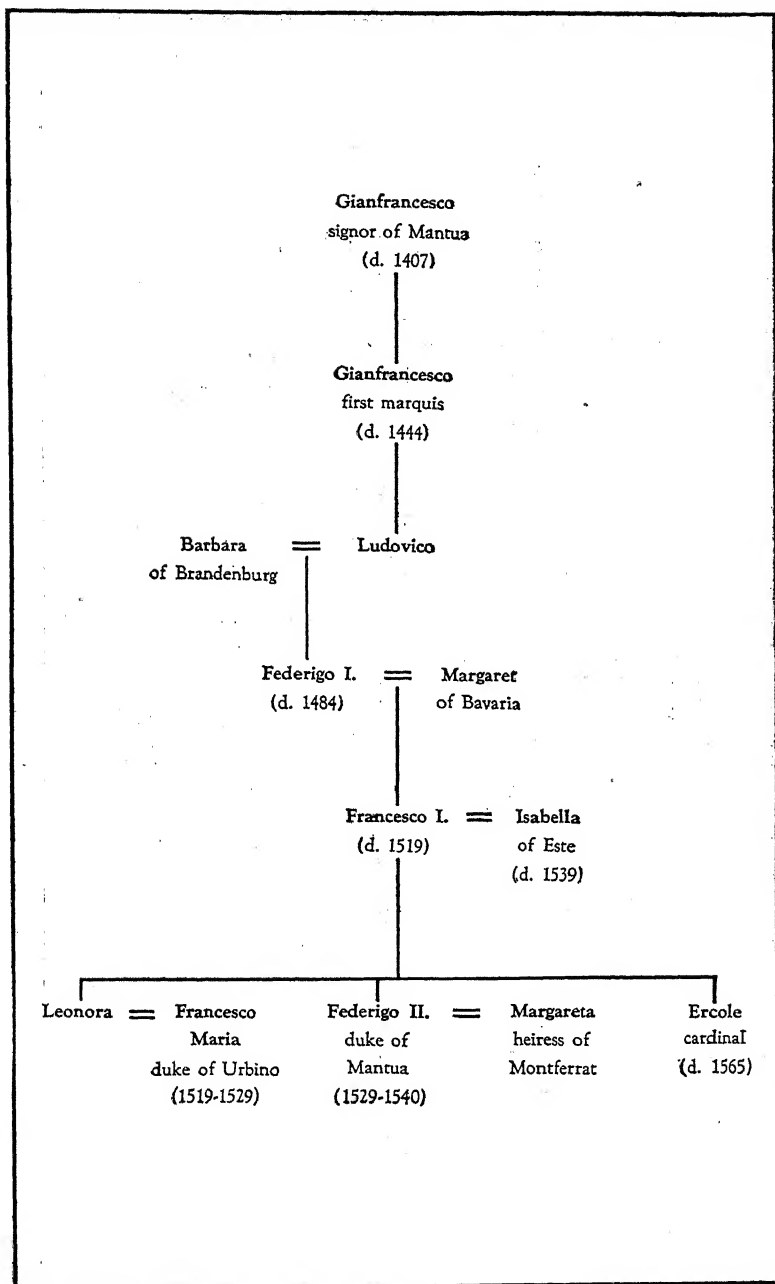 Gianfrancesco
signor of Mantua
(d. 1407)
Gianfrancesco
first marquis
(d. 1444)
Barbara
of Brandenburg
=
Ludovico
Federigo I.
(d. 1484)
=
Margaret
of Bavaria
Francesco I.
(d. 1519)
=
Isabella
of Este
(d. 1539)
Leonora
=
Francesco
Maria
duke of Urbino
(1519-1529)
Federigo II.
duke of
Mantua
(1529-1540)
=
Margareta
heiress of
Montferrat
Ercole
cardinal
(d. 1565)